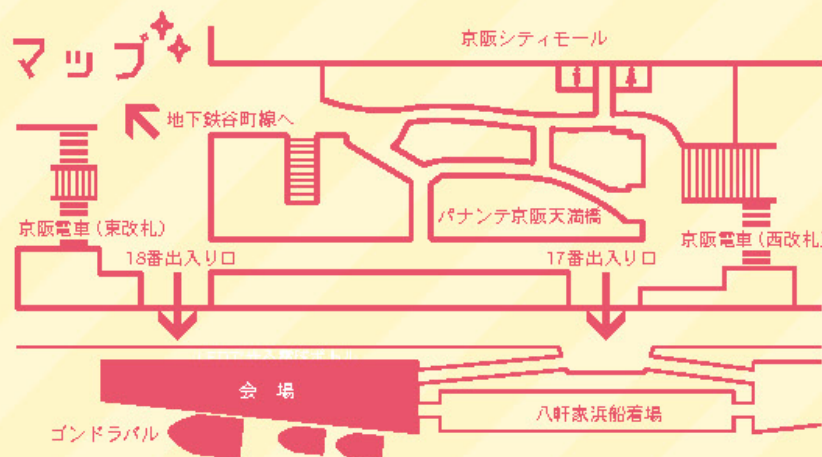 マップ
京阪シティモール
地下鉄谷町線へ
パナンテ京阪天満橋
京阪電車(東改札)
京阪電車(西改札)
18番出入り口
17番出入り口
会場
八軒家浜船着場
ゴンドラバル